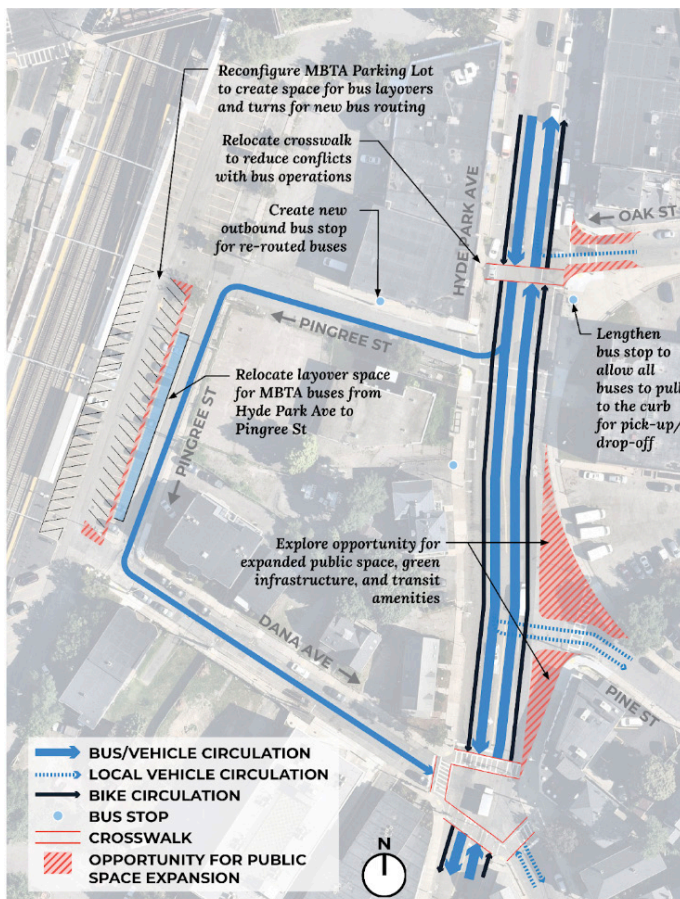 Reconfigure MBTA Parking Lot
to create space for bus layovers
and turns for new bus routing
Relocate crosswalk
to reduce conflicts
with bus operations
Create new
outbound bus stop
for re-routed buses
HYDE PARK AVE
OAK ST
PINGREE ST
Lengthen
bus stop to
allow all
buses to pull
to the curb
for pick-up/
drop-off
Relocate layover space
for MBTA buses from
Hyde Park Ave to
Pingree St
PINGREE ST
Explore opportunity for
expanded public space, green
infrastructure, and transit
amenities
DANA AVE
PINE ST
BUS/VEHICLE CIRCULATION
LOCAL VEHICLE CIRCULATION
BIKE CIRCULATION
BUS STOP
CROSSWALK
OPPORTUNITY FOR PUBLIC
SPACE EXPANSION
N